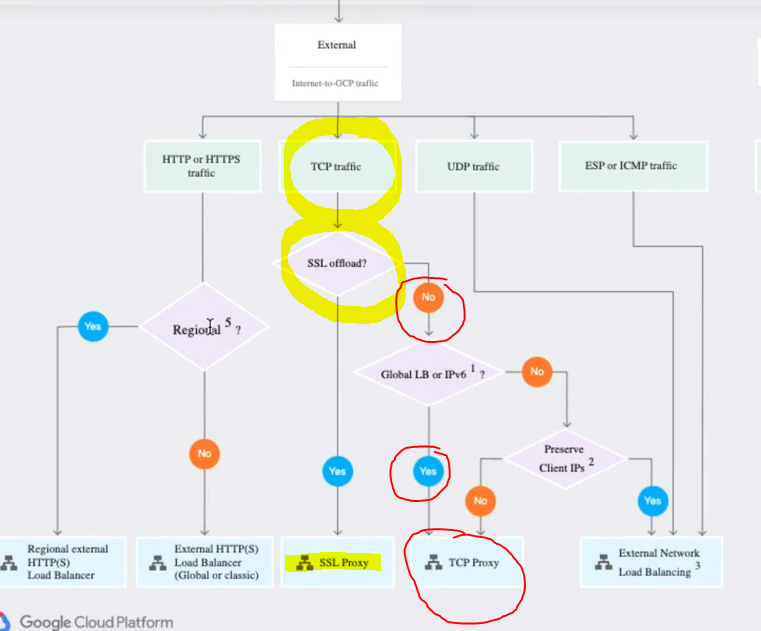 External
Internet-to-GCP traffic
HTTP or HTTPS
traffic
TCP traffic
UDP traffic
ESP or ICMP traffic
SSL offload?
No
Yes
Regional 5 ?
Global LB or IPv6 1 ?
No
No
Preserve
Client IPs 2
Yes
Yes
No
Yes
Regional external
HTTP(S)
Load Balancer
External HTTP(S)
Load Balancer
(Global or classic)
SSL Proxy
TCP Proxy
External Network
Load Balancing 3
Google Cloud Platform